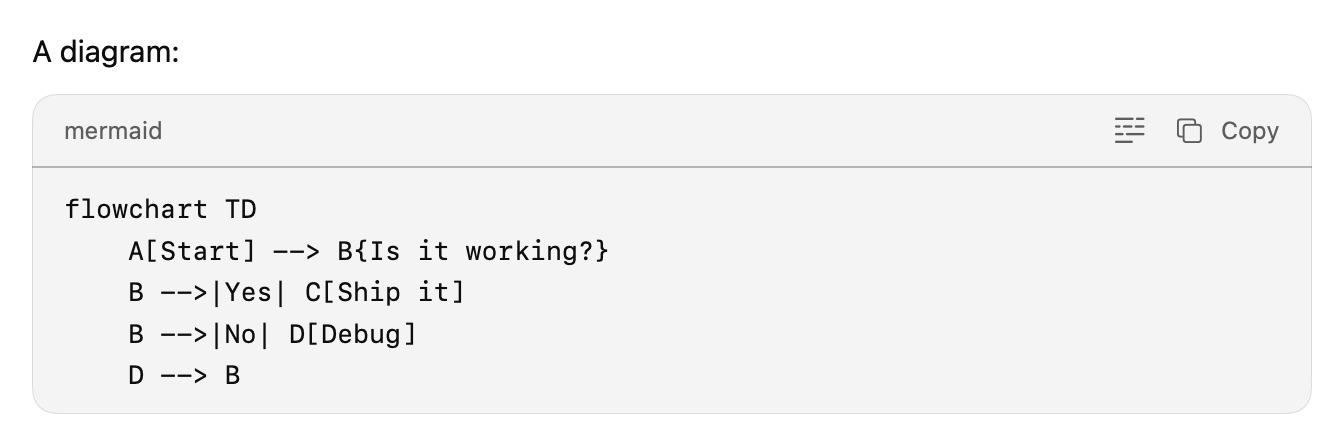 A diagram:
mermaid
Copy
flowchart TD
    A[Start] --> B{Is it working?}
    B -->|Yes| C[Ship it]
    B -->|No| D[Debug]
    D --> B